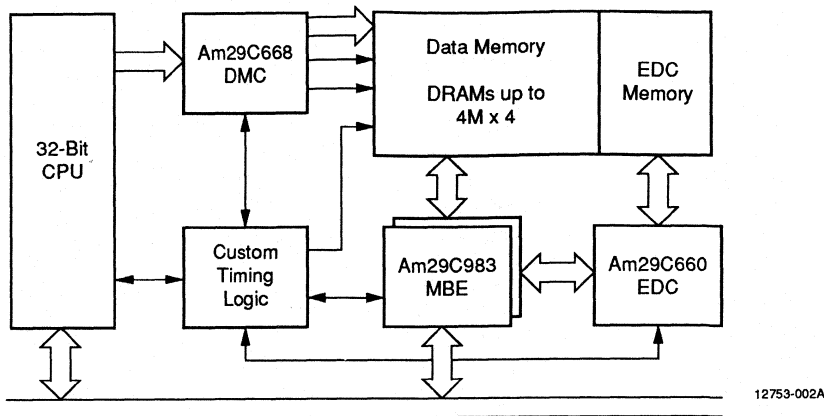 32-Bit
CPU
Am29C668
DMC
Data Memory
DRAMs up to
4M x 4
EDC
Memory
Custom
Timing
Logic
Am29C983
MBE
Am29C660
EDC
12753-002A